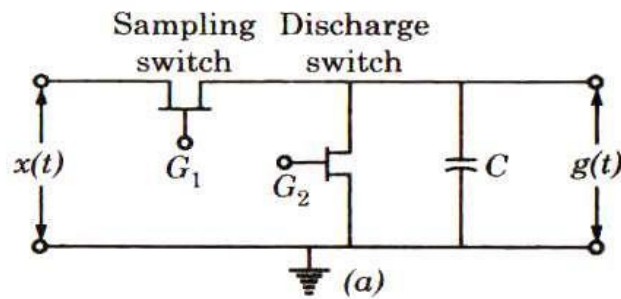 Sampling Discharge
switch switch
x(t) G₁ G₂ C g(t)
(a)